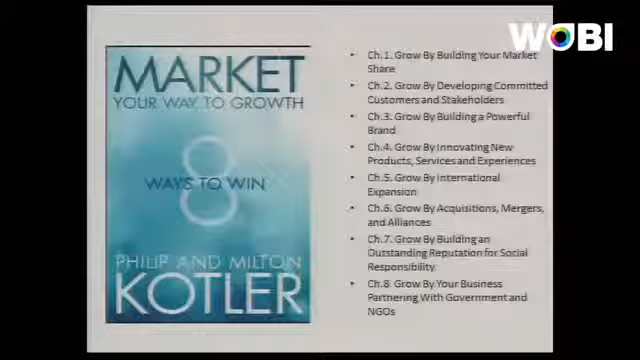 WOBI
MARKET
YOUR WAY TO GROWTH
8
WAYS TO WIN
PHILIP AND MILTON
KOTLER
• Ch.1. Grow By Building Your Market
Share
• Ch.2. Grow By Developing Committed
Customers and Stakeholders
• Ch.3. Grow By Building a Powerful
Brand
• Ch.4. Grow By Innovating New
Products, Services and Experiences
• Ch.5. Grow By International
Expansion
• Ch.6. Grow By Acquisitions, Mergers,
and Alliances
• Ch.7. Grow By Building an
Outstanding Reputation for Social
Responsibility
• Ch.8. Grow By Your Business
Partnering With Government and
NGOs